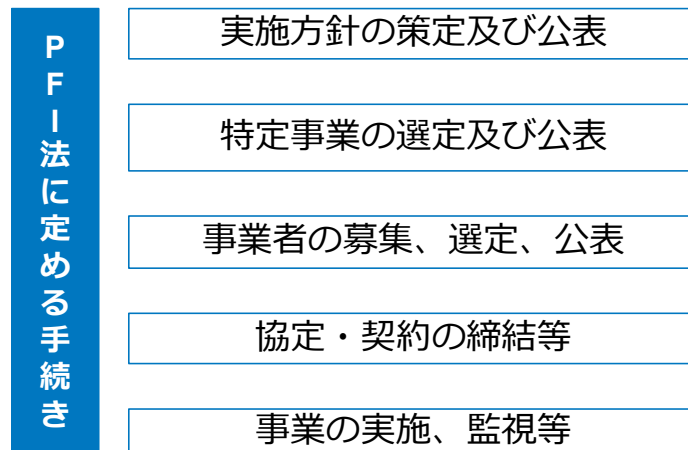 PFI法に定める手続き
実施方針の策定及び公表
特定事業の選定及び公表
事業者の募集、選定、公表
協定・契約の締結等
事業の実施、監視等